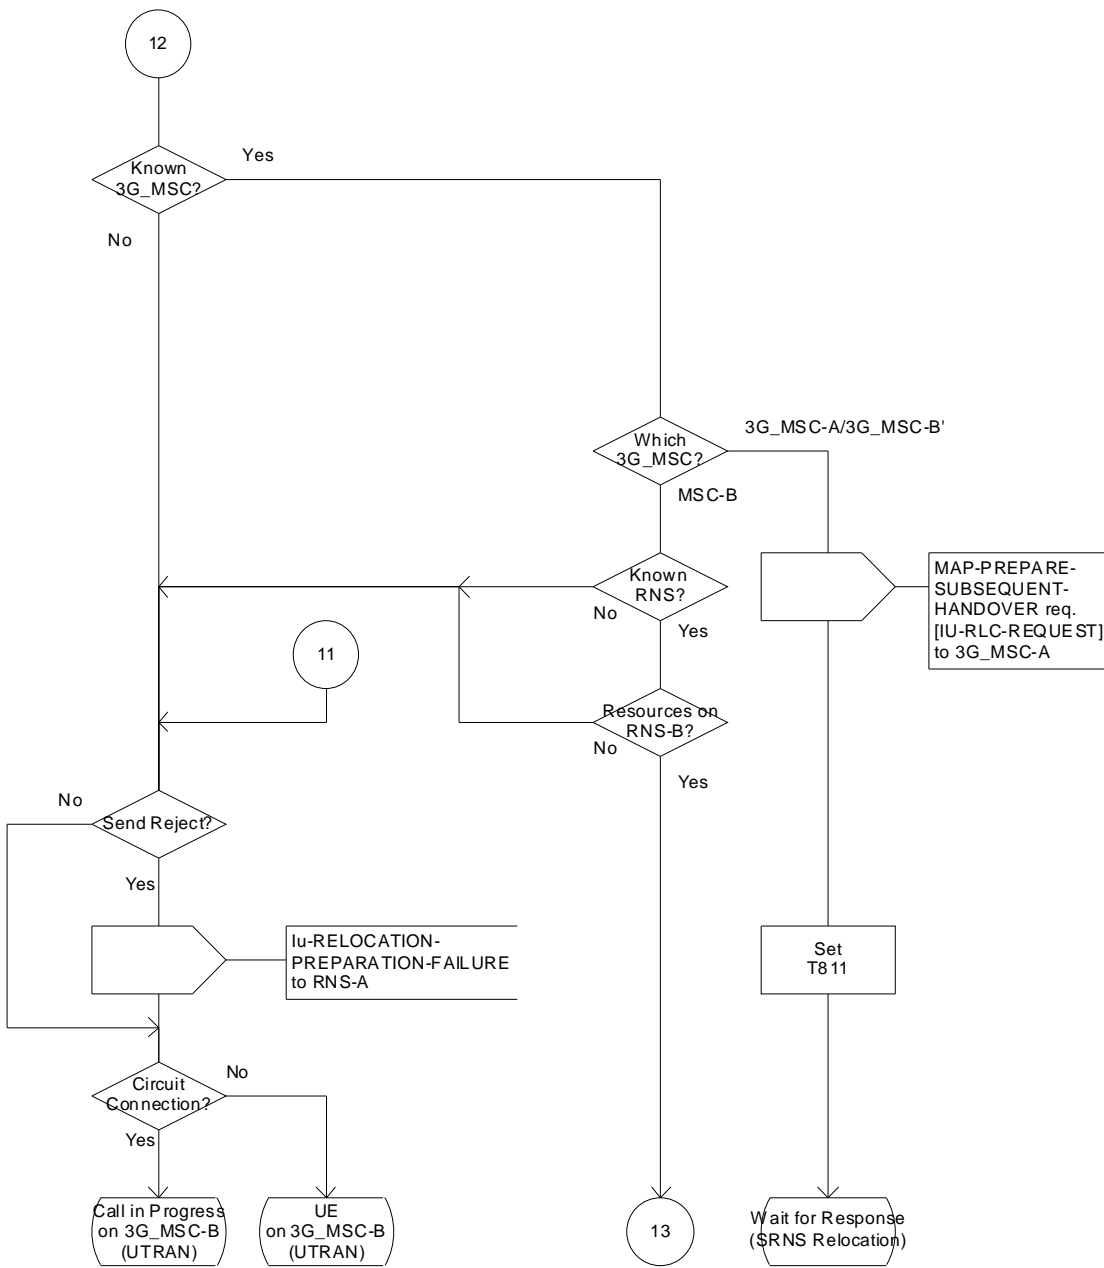 12
Known
3G_MSC?
Yes
No
Which
3G_MSC?
3G_MSC-A/3G_MSC-B'
MSC-B
Known
RNS?
No
Yes
MAP-PREPARE-
SUBSEQUENT-
HANDOVER req.
[IU-RLC-REQUEST]
to 3G_MSC-A
11
Resources on
RNS-B?
No
Yes
No
Send Reject?
Yes
Iu-RELOCATION-
PREPARATION-FAILURE
to RNS-A
Set
T811
Circuit
Connection?
No
Yes
Call in Progress
on 3G_MSC-B
(UTRAN)
UE
on 3G_MSC-B
(UTRAN)
13
Wait for Response
(SRNS Relocation)